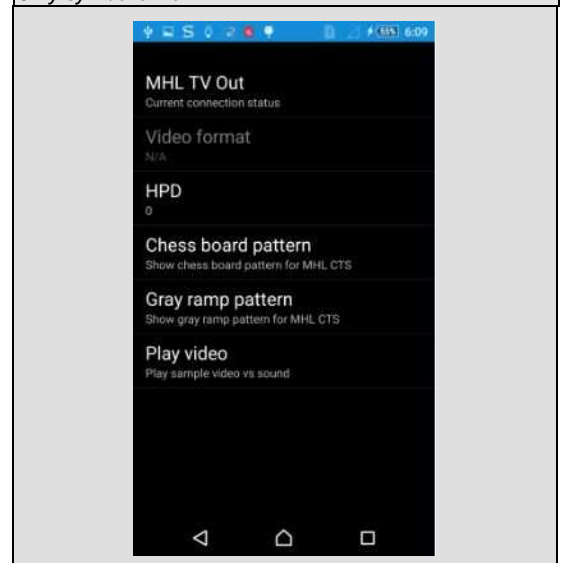 55% 6:09
MHL TV Out
Current connection status
Video format
N/A
HPD
0
Chess board pattern
Show chess board pattern for MHL CTS
Gray ramp pattern
Show gray ramp pattern for MHL CTS
Play video
Play sample video vs sound